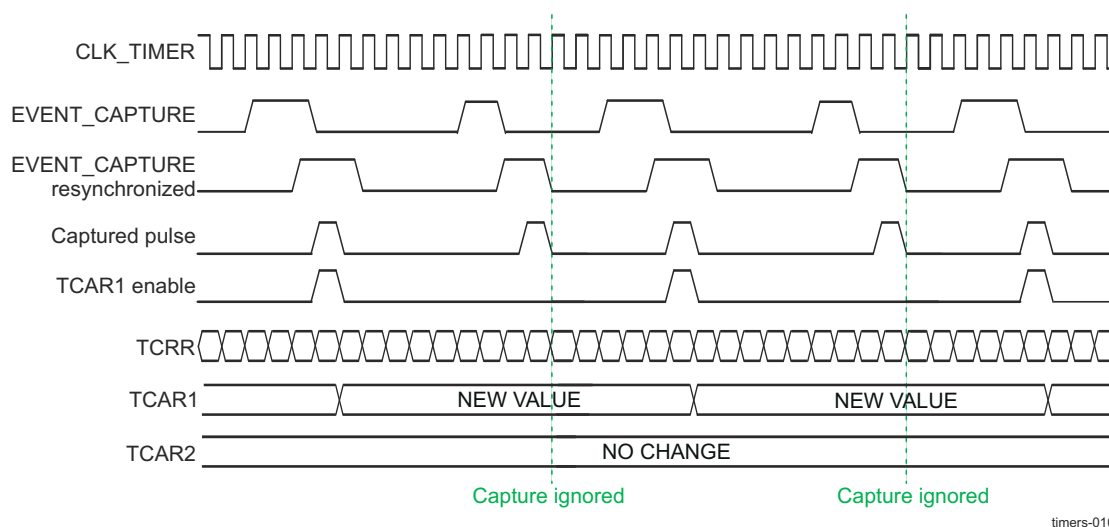 CLK_TIMER
EVENT_CAPTURE
EVENT_CAPTURE
resynchronized
Captured pulse
TCAR1 enable
TCRR
TCAR1 NEW VALUE NEW VALUE
TCAR2 NO CHANGE
Capture ignored Capture ignored